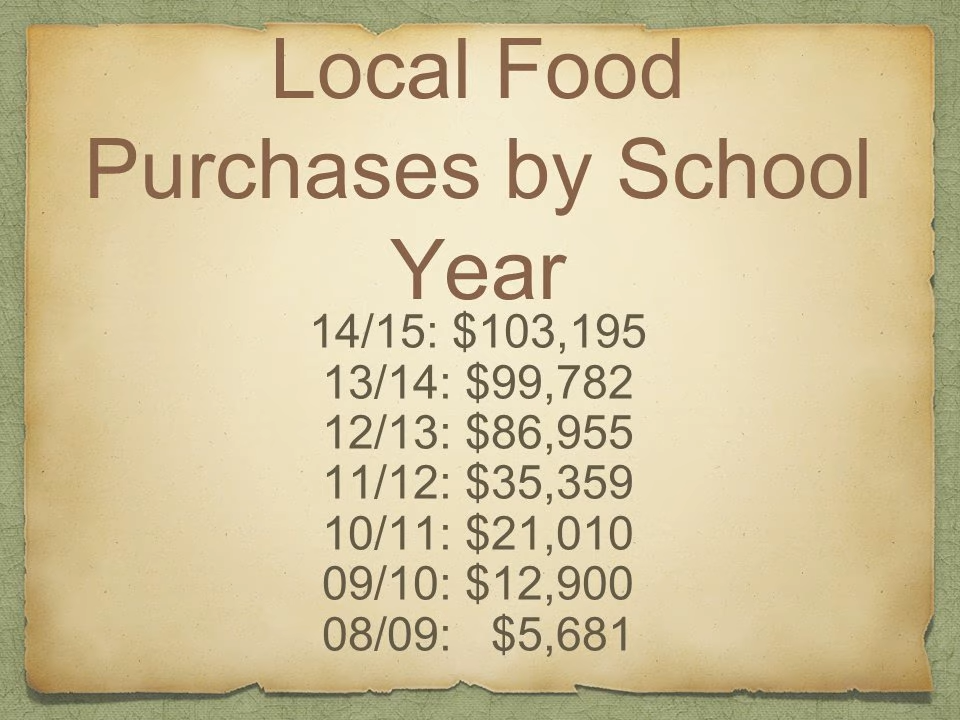 Local Food
Purchases by School
Year
14/15: $103,195
13/14: $99,782
12/13: $86,955
11/12: $35,359
10/11: $21,010
09/10: $12,900
08/09: $5,681